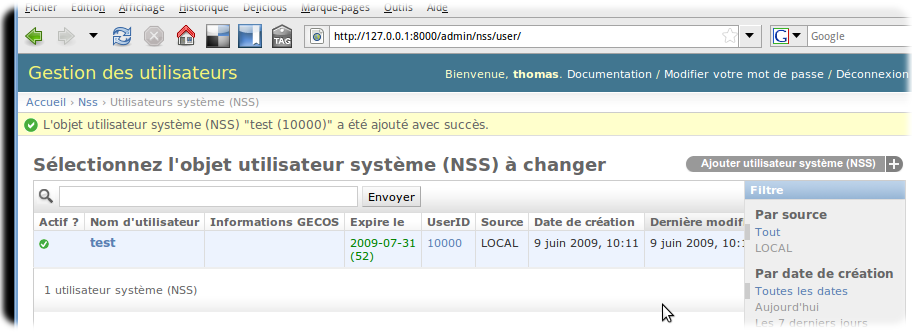 Fichier Edition Affichage Historique Delicious Marque-pages Outils Aide
TAG
http://127.0.0.1:8000/admin/nss/user/
G Google
Gestion des utilisateurs
Bienvenue, thomas. Documentation / Modifier votre mot de passe / Déconnexion
Accueil › Nss › Utilisateurs système (NSS)
L'objet utilisateur système (NSS) "test (10000)" a été ajouté avec succès.
Sélectionnez l'objet utilisateur système (NSS) à changer
Ajouter utilisateur système (NSS) +
Envoyer
Actif ? Nom d'utilisateur Informations GECOS Expire le UserID Source Date de création Dernière modif
test 2009-07-31 10000 LOCAL 9 juin 2009, 10:11 9 juin 2009, 10:1
(52)
1 utilisateur système (NSS)
Filtre
Par source
Tout
LOCAL
Par date de création
Toutes les dates
Aujourd'hui
Les 7 derniers jours